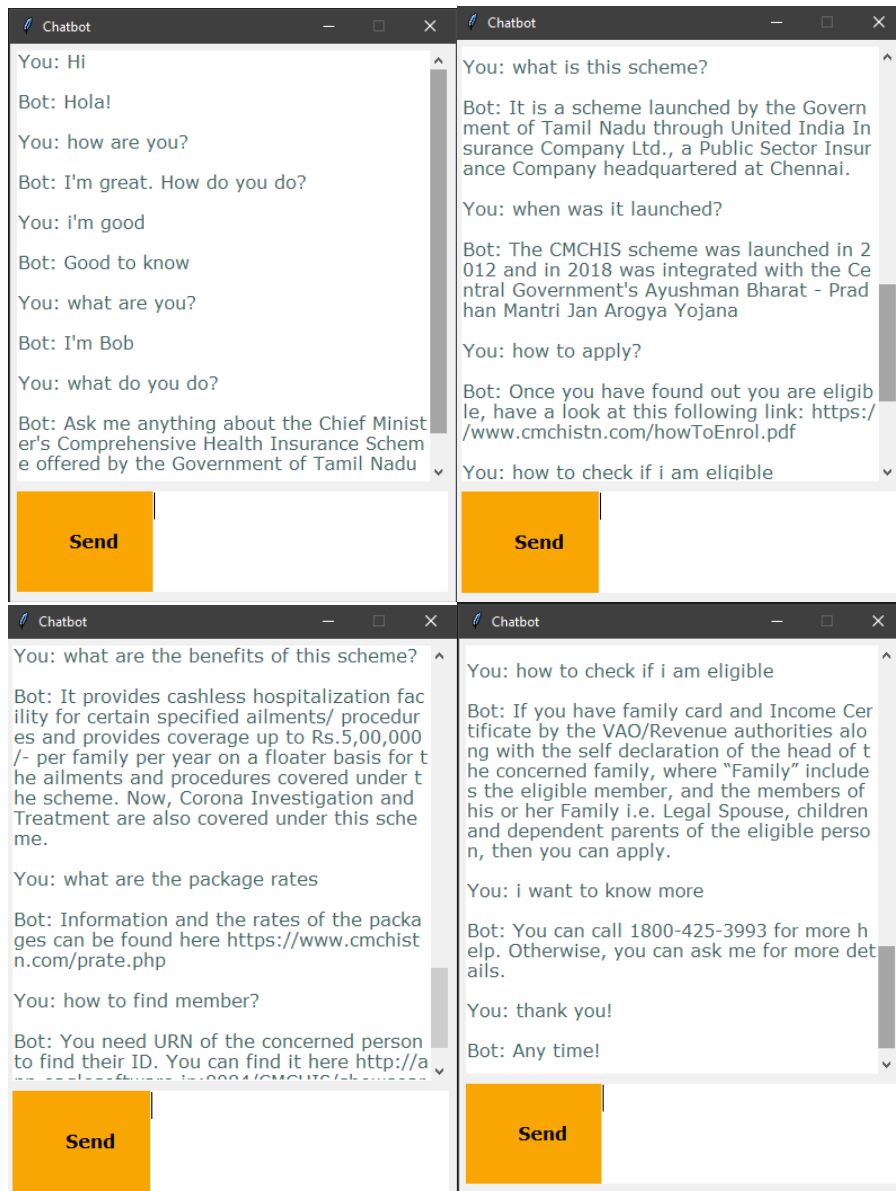 Chatbot
You: Hi
Bot: Hola!
You: how are you?
Bot: I'm great. How do you do?
You: i'm good
Bot: Good to know
You: what are you?
Bot: I'm Bob
You: what do you do?
Bot: Ask me anything about the Chief Minist
er's Comprehensive Health Insurance Schem
e offered by the Government of Tamil Nadu
Send
Chatbot
You: what is this scheme?
Bot: It is a scheme launched by the Govern
ment of Tamil Nadu through United India In
surance Company Ltd., a Public Sector Insur
ance Company headquartered at Chennai.
You: when was it launched?
Bot: The CMCHIS scheme was launched in 2
012 and in 2018 was integrated with the Ce
ntral Government's Ayushman Bharat - Prad
han Mantri Jan Arogya Yojana
You: how to apply?
Bot: Once you have found out you are eligib
le, have a look at this following link: https:/
/www.cmchistn.com/howToEnrol.pdf
You: how to check if i am eligible
Send
Chatbot
You: what are the benefits of this scheme?
Bot: It provides cashless hospitalization fac
ility for certain specified ailments/ procedur
es and provides coverage up to Rs.5,00,000
/- per family per year on a floater basis for t
he ailments and procedures covered under t
he scheme. Now, Corona Investigation and
Treatment are also covered under this sche
me.
You: what are the package rates
Bot: Information and the rates of the packa
ges can be found here https://www.cmchist
n.com/prate.php
You: how to find member?
Bot: You need URN of the concerned person
to find their ID. You can find it here http://a
Send
Chatbot
You: how to check if i am eligible
Bot: If you have family card and Income Cer
tificate by the VAO/Revenue authorities alo
ng with the self declaration of the head of t
he concerned family, where “Family” include
s the eligible member, and the members of
his or her Family i.e. Legal Spouse, children
and dependent parents of the eligible perso
n, then you can apply.
You: i want to know more
Bot: You can call 1800-425-3993 for more h
elp. Otherwise, you can ask me for more det
ails.
You: thank you!
Bot: Any time!
Send